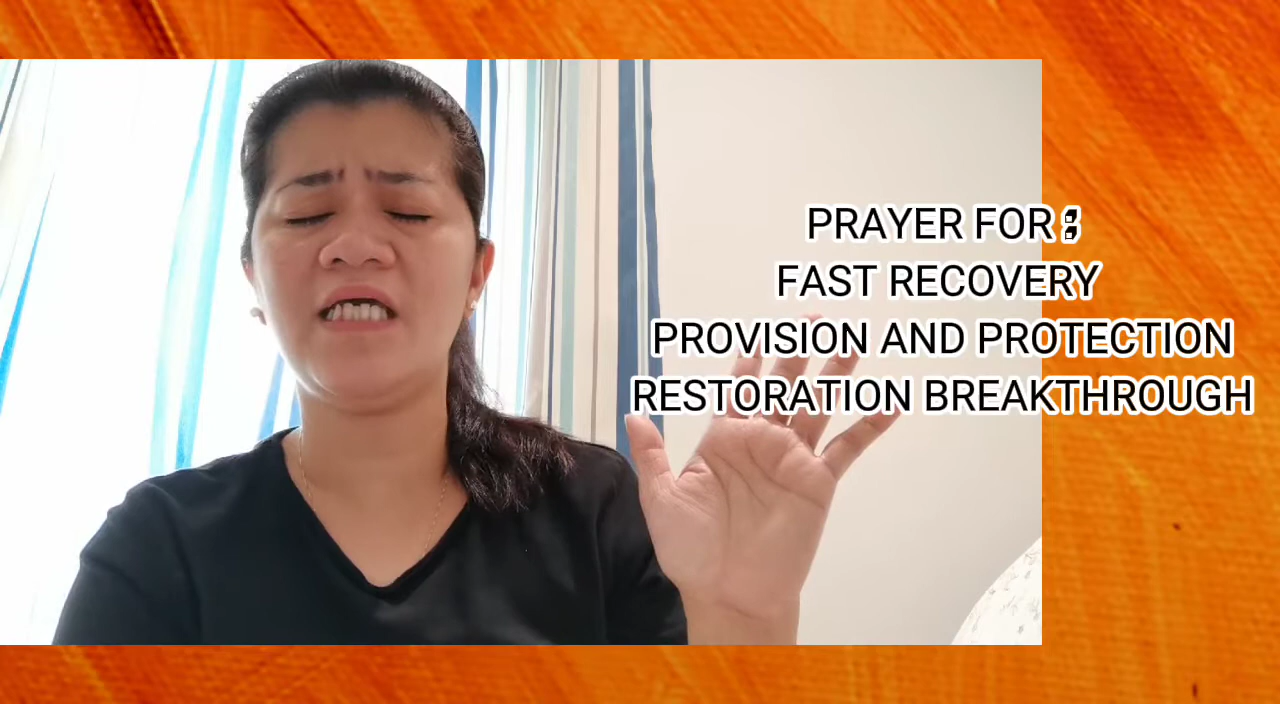 PRAYER FOR :
FAST RECOVERY
PROVISION AND PROTECTION
RESTORATION BREAKTHROUGH